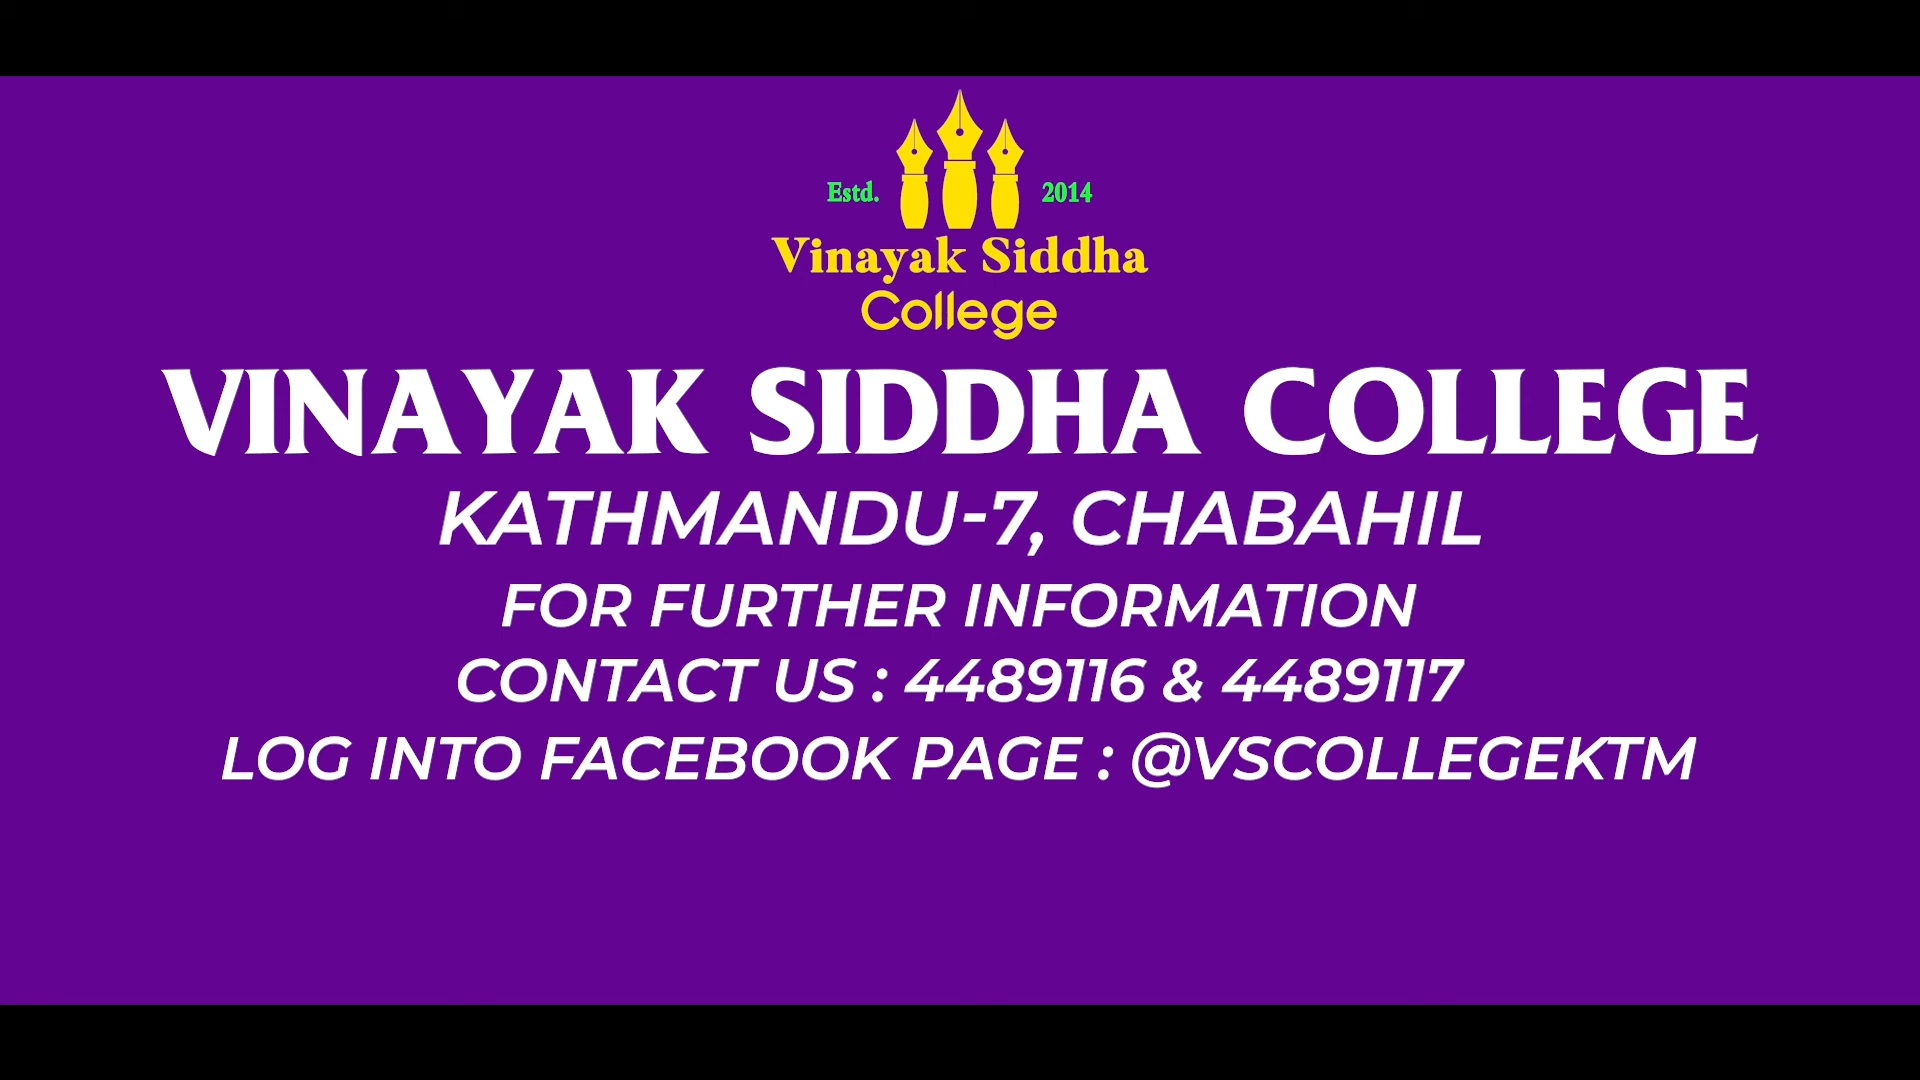 Estd. 2014
Vinayak Siddha
College
VINAYAK SIDDHA COLLEGE
KATHMANDU-7, CHABAHIL
FOR FURTHER INFORMATION
CONTACT US : 4489116 & 4489117
LOG INTO FACEBOOK PAGE : @VSCOLLEGEKTM